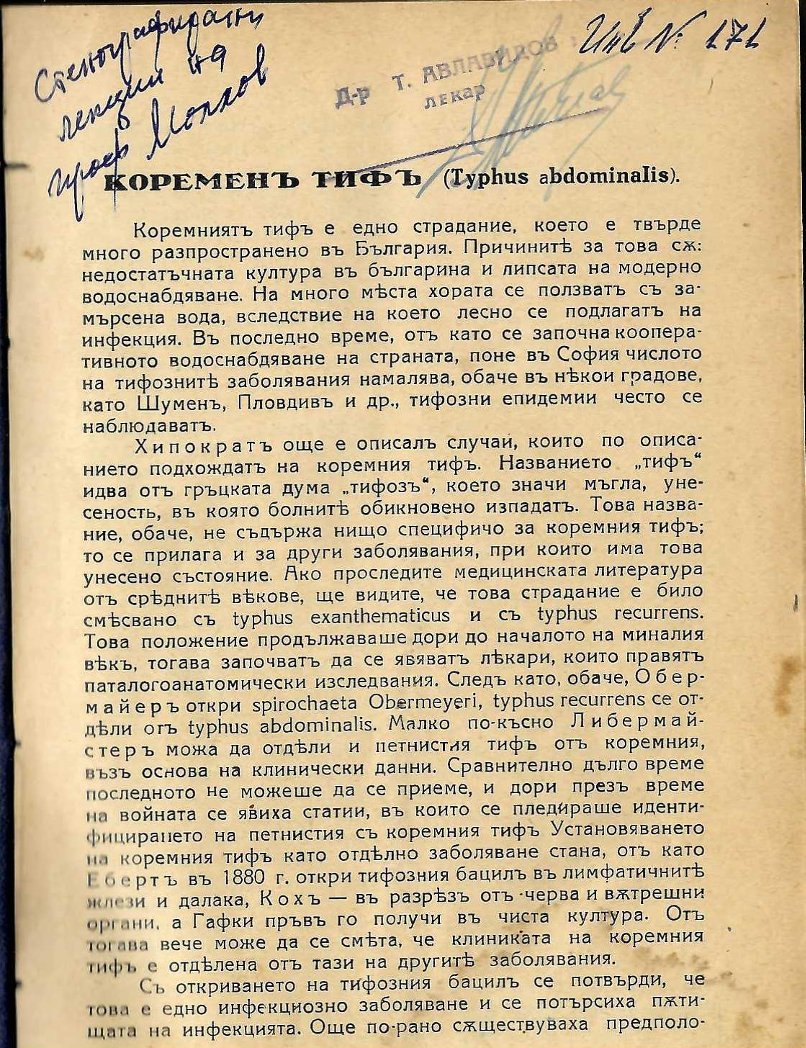 Стенографирани
лекции на
проф Моллов
Д-р Т. АВЛАВИДОВ
лекар
Инв № 171
КОРЕМЕНЪ ТИФЪ (Typhus abdominalis).
Коремниятъ тифъ е едно страдание, което е твърде
много разпространено въ България. Причинитѣ за това сѫ:
недостатъчната култура въ българина и липсата на модерно
водоснабдяване. На много мѣста хората се ползватъ съ за-
мърсена вода, вследствие на което лесно се подлагатъ на
инфекция. Въ последно време, отъ като се започна коопера-
тивното водоснабдяване на страната, поне въ София числото
на тифознитѣ заболявания намалява, обаче въ нѣкои градове,
като Шуменъ, Пловдивъ и др., тифозни епидемии често се
наблюдаватъ.
Хипократъ още е описалъ случаи, които по описа-
нието подхождатъ на коремния тифъ. Названието „тифъ“
идва отъ гръцката дума „тифозъ“, което значи мъгла, уне-
сеность, въ която болнитѣ обикновено изпадатъ. Това назва-
ние, обаче, не съдържа нищо специфичо за коремния тифъ;
то се прилага и за други заболявания, при които има това
унесено състояние. Ако проследите медицинската литература
отъ срѣднитѣ вѣкове, ще видите, че това страдание е било
смѣсвано съ typhus exanthematicus и съ typhus recurrens.
Това положение продължаваше дори до началото на миналия
вѣкъ, тогава започватъ да се явяватъ лѣкари, които правятъ
паталогоанатомически изследвания. Следъ като, обаче, Обер-
майеръ откри spirochaeta Obermeyeri, typhus recurrens се от-
дѣли огъ typhus abdominalis. Малко по-късно Либермай-
стеръ можа да отдѣли и петнистия тифъ отъ коремния,
възъ основа на клинически данни. Сравнително дълго време
последното не можеше да се приеме, и дори презъ време
на войната се явиха статии, въ които се пледираше иденти-
фицирането на петнистия съ коремния тифъ Установяването
на коремния тифъ като отдѣлно заболяване стана, отъ като
Ебертъ въ 1880 г. откри тифозния бацилъ въ лимфатичнитѣ
жлези и далака, Кохъ — въ разрѣзъ отъ черва и вѫтрешни
органи, а Гафки пръвъ го получи въ чиста култура. Отъ
тогава вече може да се смѣта, че клиниката на коремния
тифъ е отдѣлена отъ тази на другитѣ заболявания.
Съ откриването на тифозния бацилъ се потвърди, че
това е едно инфекциозно заболяване и се потърсиха пѫти-
щата на инфекцията. Още по-рано сѫществуваха предполо-